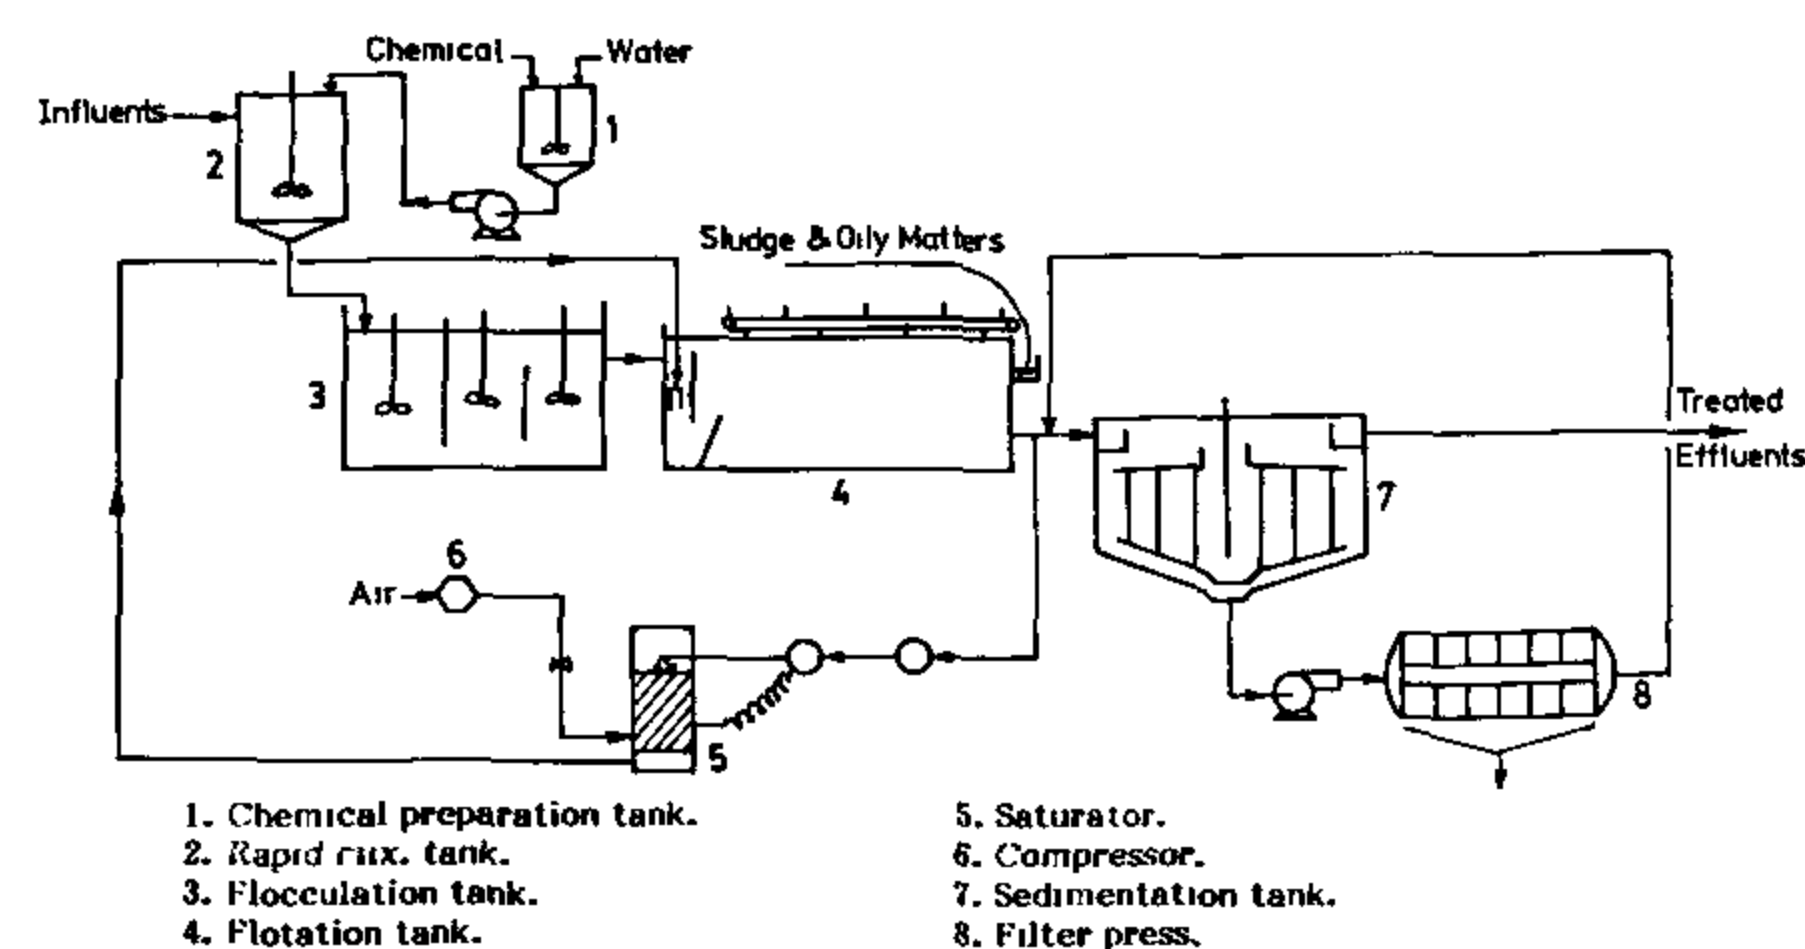 Chemical
Water
Influents
1
2
Sludge & Oily Matters
3
4
Treated
Effluents
7
6
Air
5
8
1. Chemical preparation tank.
2. Rapid mix. tank.
3. Flocculation tank.
4. Flotation tank.
5. Saturator.
6. Compressor.
7. Sedimentation tank.
8. Filter press.